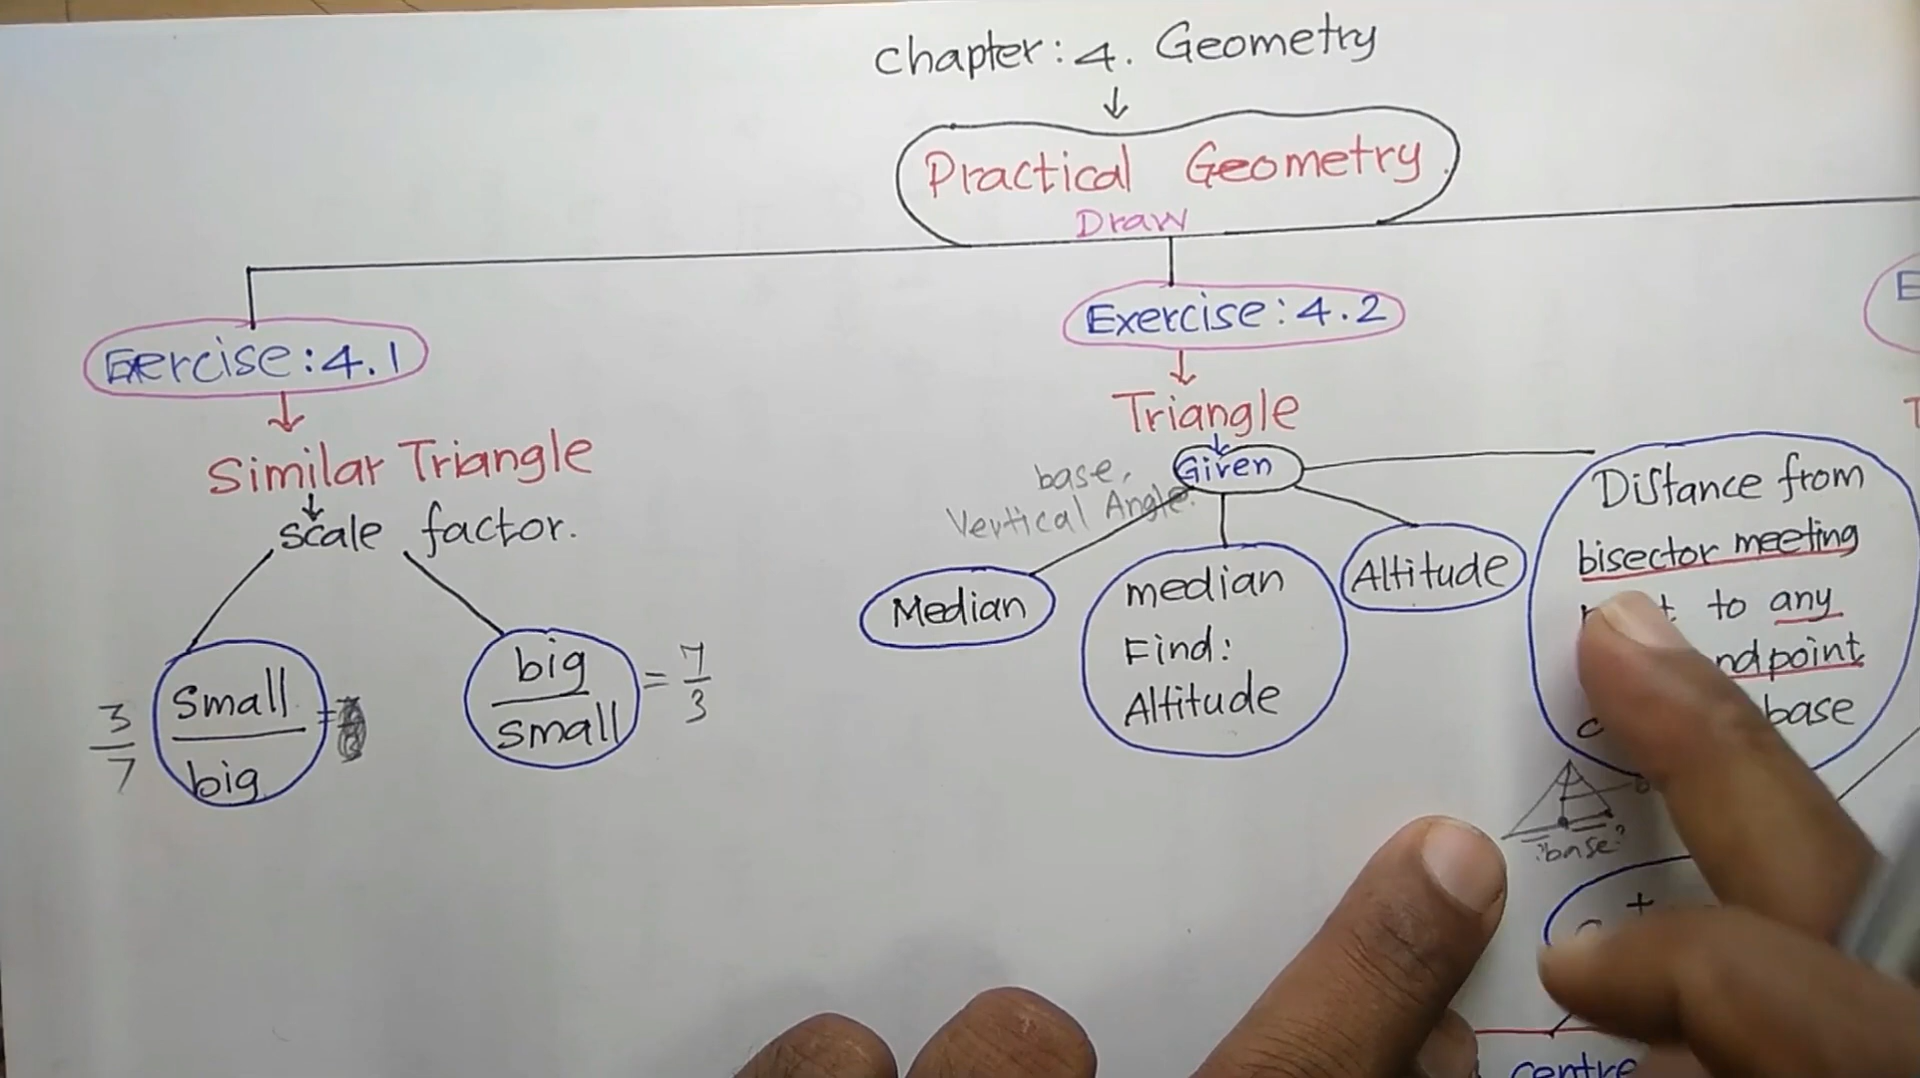 chapter: 4. Geometry
↓
Practical Geometry.
Draw
Exercise: 4.1
Similar Triangle
scale factor.
3/7
small/big =
big/small = 7/3
Exercise: 4.2
Triangle
Given
base,
Vertical Angle.
Median
median
Find:
Altitude
Altitude
Distance from
bisector meeting
to any
ndpoint
base
"base"
+
centre
E
T